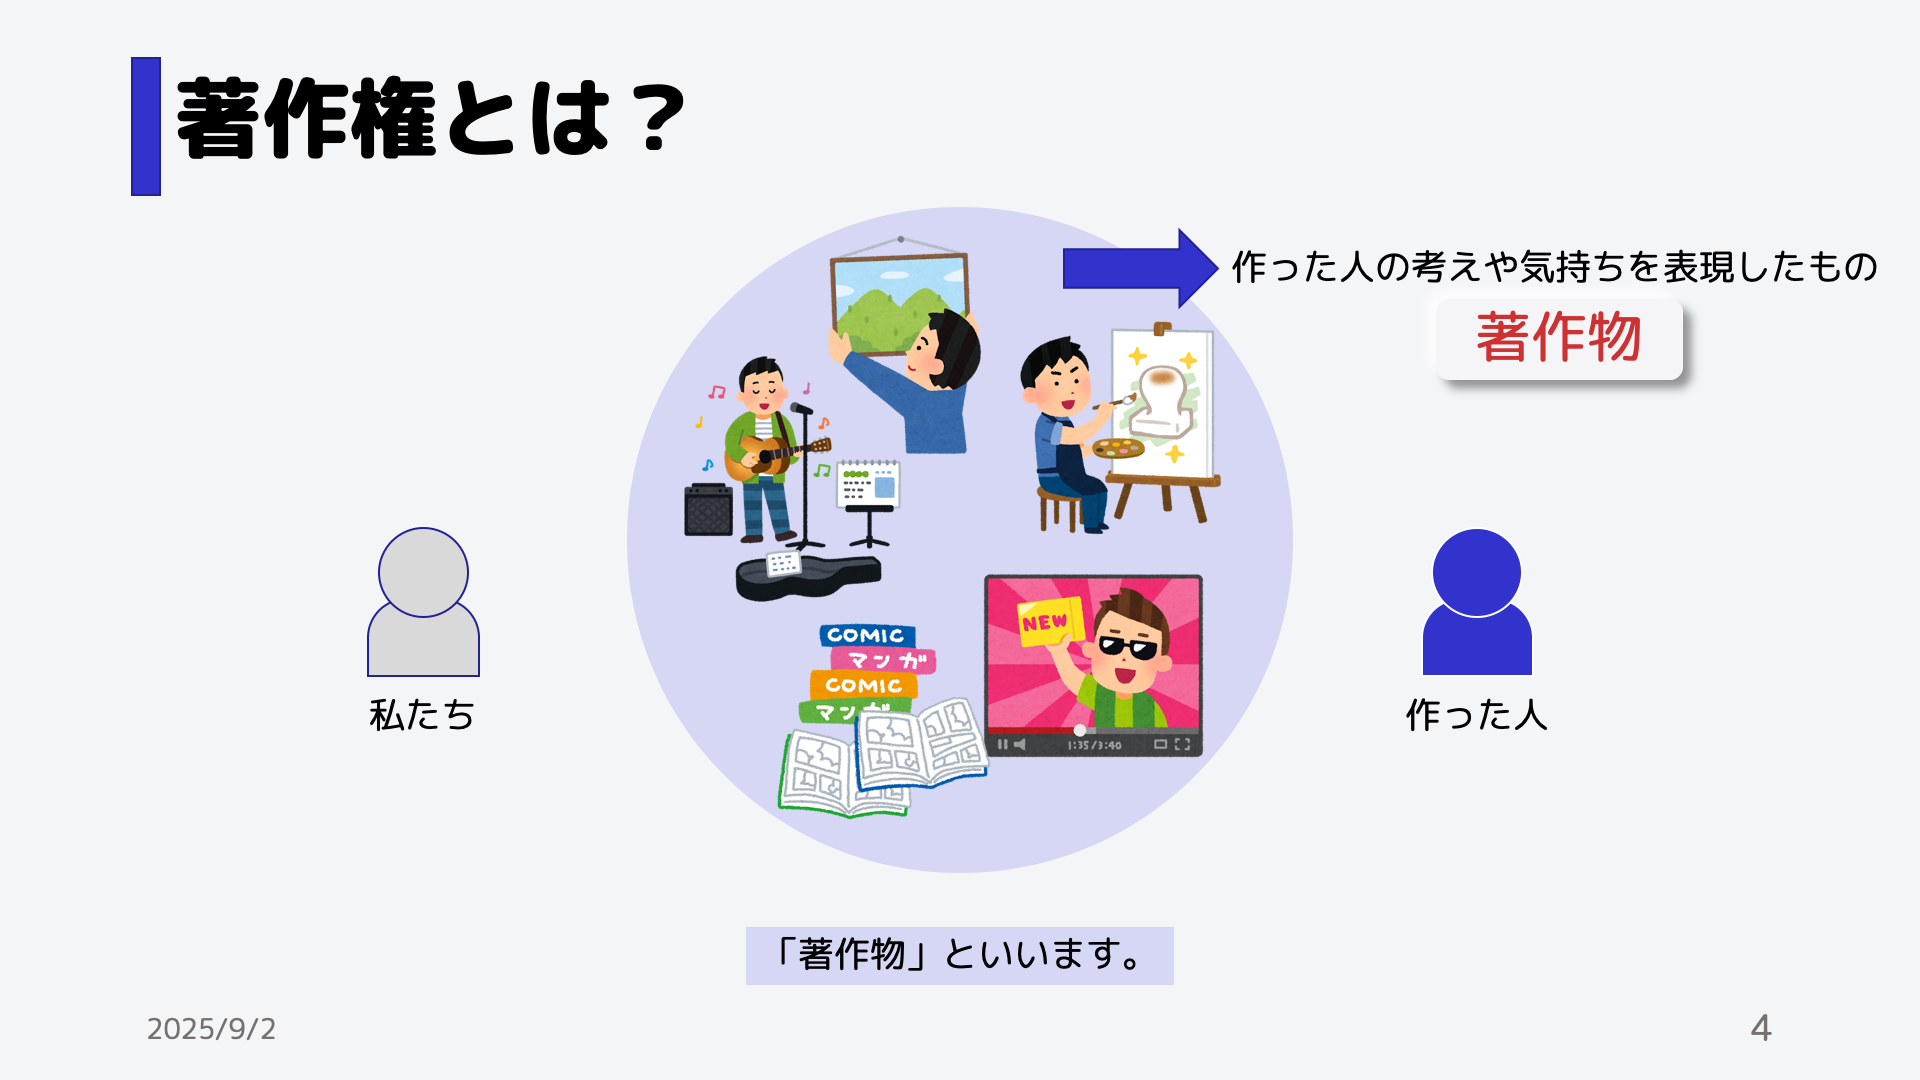 著作権とは？
作った人の考えや気持ちを表現したもの
著作物
COMIC
マンガ
COMIC
マンガ
NEW
1:35/3:40
私たち
作った人
「著作物」といいます。
2025/9/2
4